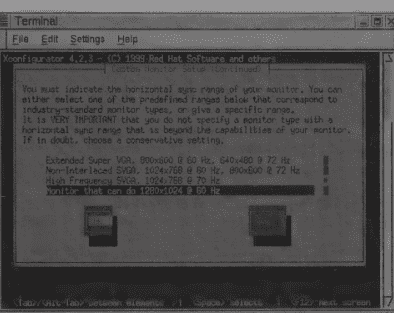 Terminal
File Edit Settings Help
Xconfigurator 4.2.3 - (C) 1999 Red Hat Software and others
Custom Monitor Setup (Continued)
You must indicate the horizontal sync range of your monitor. You can
either select one of the predefined ranges below that correspond to
industry-standard monitor types, or give a specific range.
It is VERY IMPORTANT that you do not specify a monitor type with a
horizontal sync range that is beyond the capabilities of your monitor.
If in doubt, choose a conservative setting.
Extended Super VGA, 800x600 @ 60 Hz, 640x480 @ 72 Hz
Non-Interlaced SVGA, 1024x768 @ 60 Hz, 800x600 @ 72 Hz
High Frequency SVGA, 1024x768 @ 70 Hz
Monitor that can do 1280x1024 @ 60 Hz
<Tab>/<Alt-Tab> between elements | <Space> selects | <F12> next screen